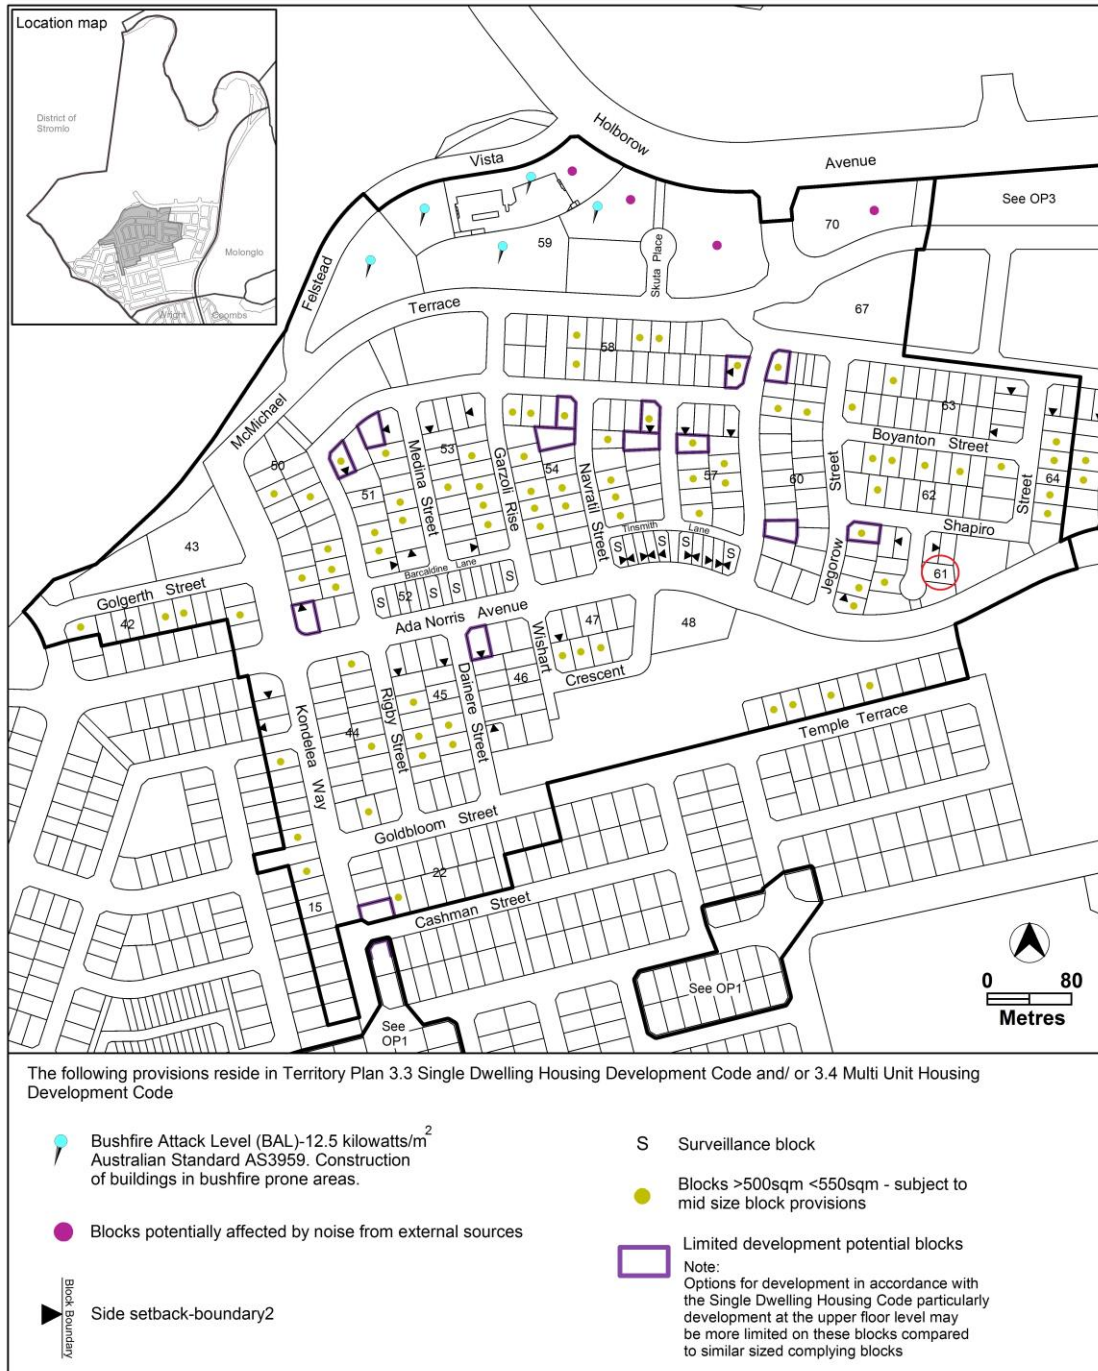 Location map
District of
Stromlo
Molonglo
Wright
Coombs
Holborow
Vista
Avenue
See OP3
70
59
Skuta Place
Felstead
Terrace
67
58
McMichael
63
Boyanton Street
53
50
Medina Street
Garzoli Rise
54
Navratil Street
57
60
Street
62
Street
64
51
Tinsmith Lane
S
S
S
S
Shapiro
43
Barcaldine Lane
S
52
S
S
S
Jegorow
61
Golgerth Street
42
Ada Norris Avenue
47
48
Wishart
Crescent
46
Dainere Street
45
Rigby Street
44
Kondelea Way
Temple Terrace
Goldbloom Street
22
15
Cashman Street
See OP1
See
OP1
0 80
Metres
The following provisions reside in Territory Plan 3.3 Single Dwelling Housing Development Code and/ or 3.4 Multi Unit Housing
Development Code
Bushfire Attack Level (BAL)-12.5 kilowatts/m2
Australian Standard AS3959. Construction
of buildings in bushfire prone areas.
Blocks potentially affected by noise from external sources
Block Boundary
Side setback-boundary2
S Surveillance block
Blocks >500sqm <550sqm - subject to
mid size block provisions
Limited development potential blocks
Note:
Options for development in accordance with
the Single Dwelling Housing Code particularly
development at the upper floor level may
be more limited on these blocks compared
to similar sized complying blocks